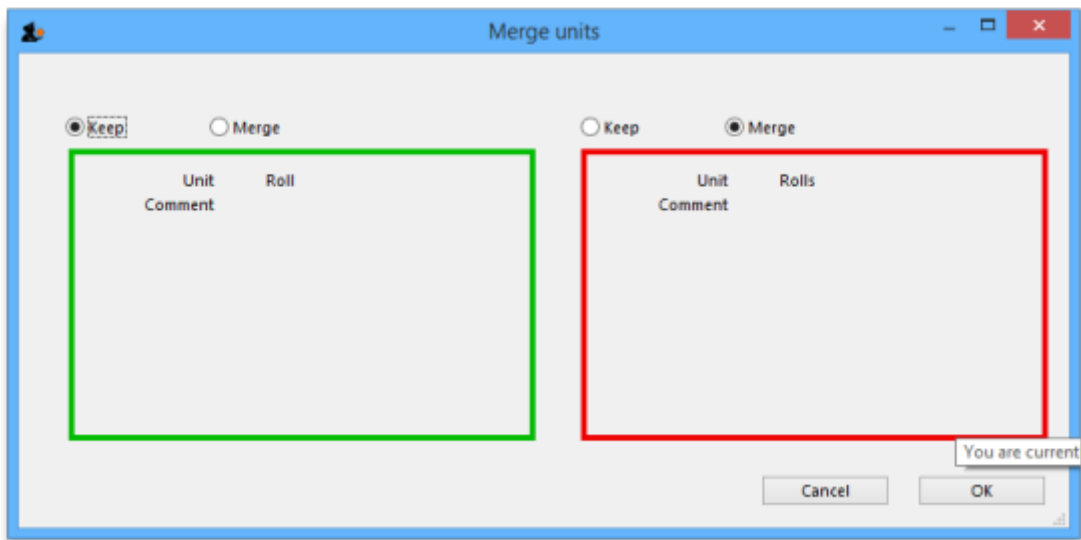 Merge units
Keep Merge Keep Merge
Unit Roll Unit Rolls
Comment Comment
You are current
Cancel OK